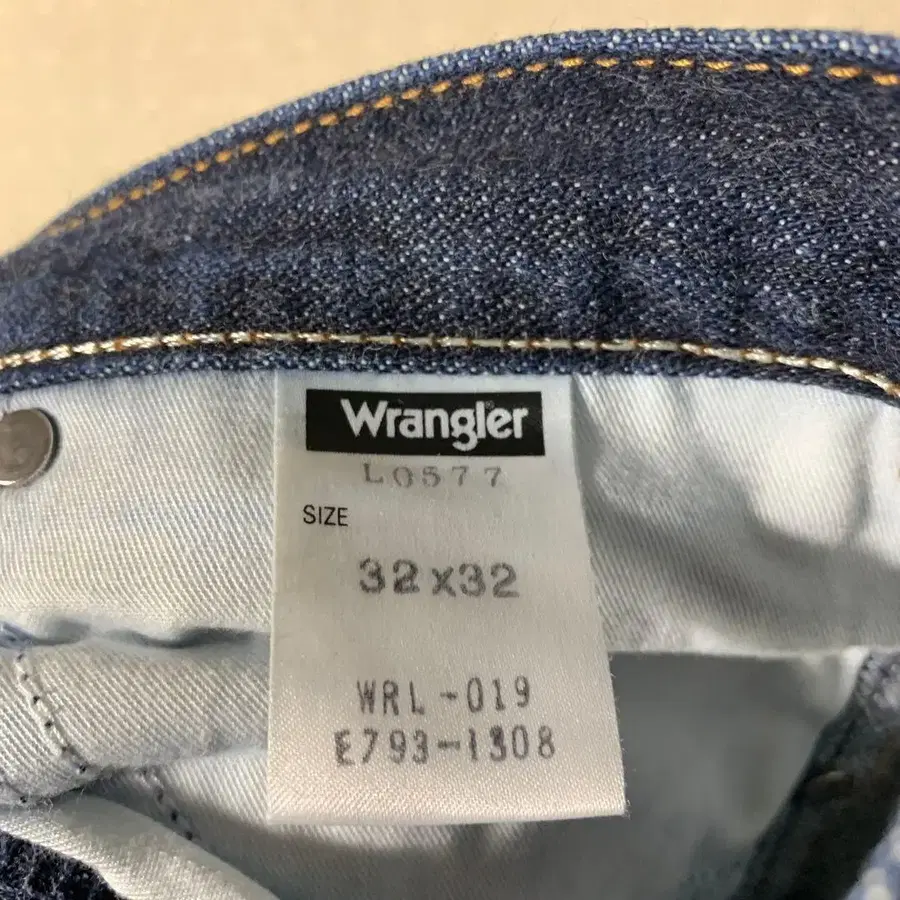 Wrangler
L0577
SIZE
32x32
WRL-019
E793-1308